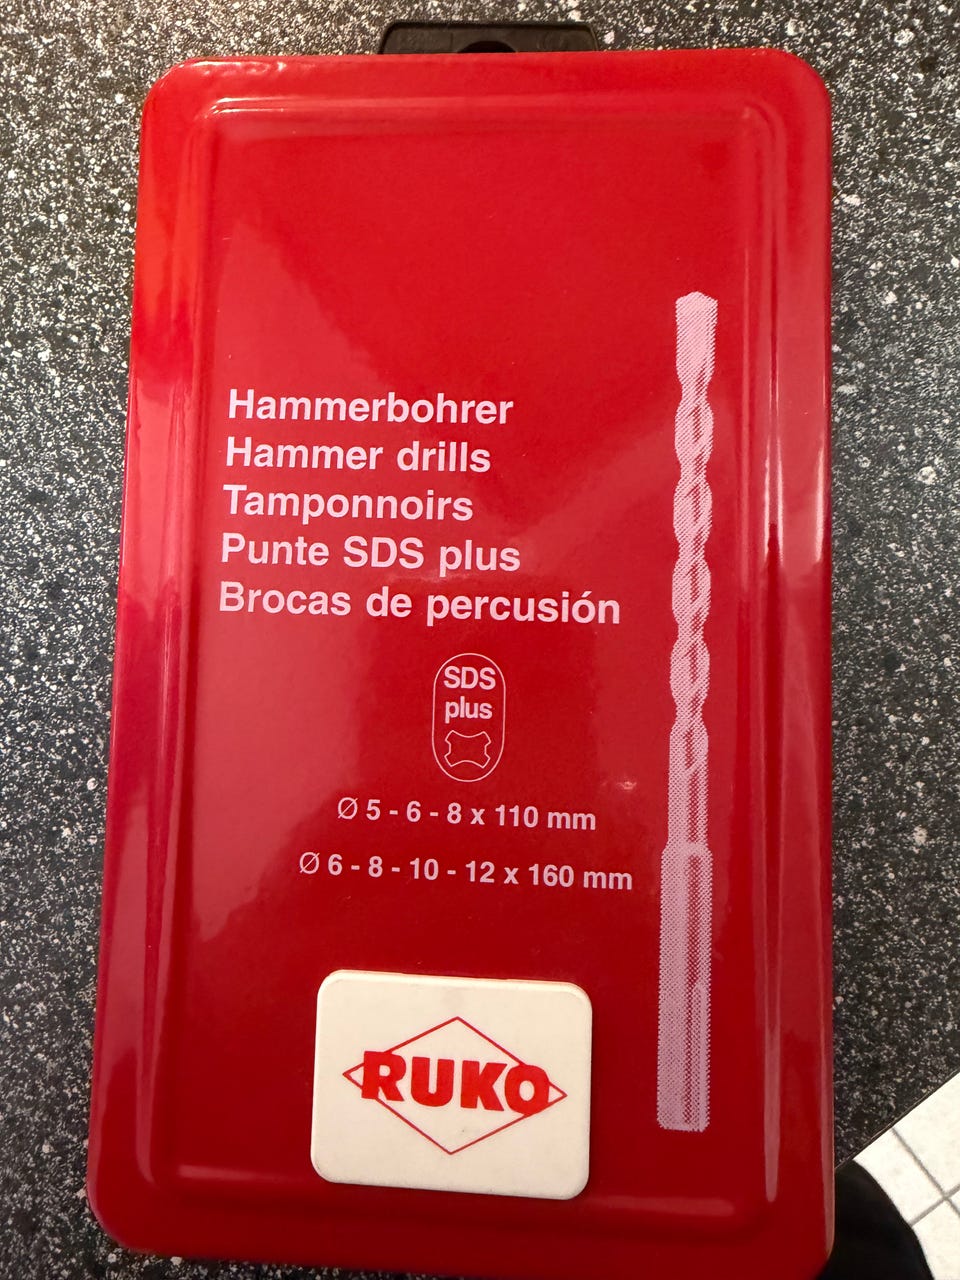 Hammerbohrer
Hammer drills
Tamponnoirs
Punte SDS plus
Brocas de percusión
SDS
plus
Ø 5 - 6 - 8 x 110 mm
Ø 6 - 8 - 10 - 12 x 160 mm
RUKO